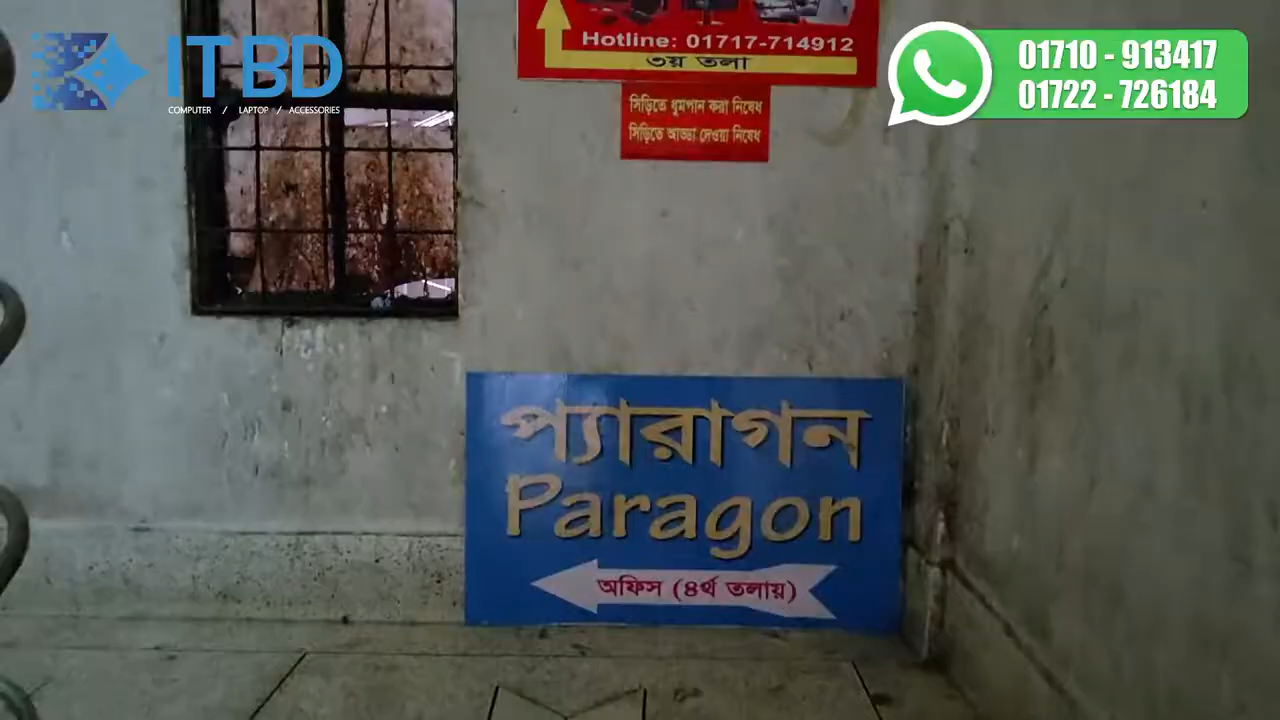 ITBD
COMPUTER / LAPTOP / ACCESSORIES
Hotline: 01717-714912
৩য় তলা
01710 - 913417
01722 - 726184
সিড়িতে ধুমপান করা নিষেধ
সিড়িতে আড্ডা দেওয়া নিষেধ
প্যারাগন
Paragon
অফিস (৪র্থ তলায়)